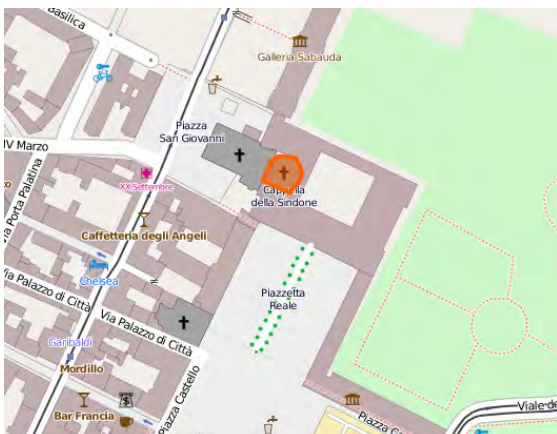 Basilica
Galleria Sabauda
Piazza
San Giovanni
IV Marzo
XX Settembre
Cappella
della Sindone
Via Porta Palatina
Caffetteria degli Angeli
Chelsea
Via Palazzo di Città
Piazzetta
Reale
Via Palazzo di Città
Garibaldi
Mordillo
Piazza Castello
Bar Francia
Viale de